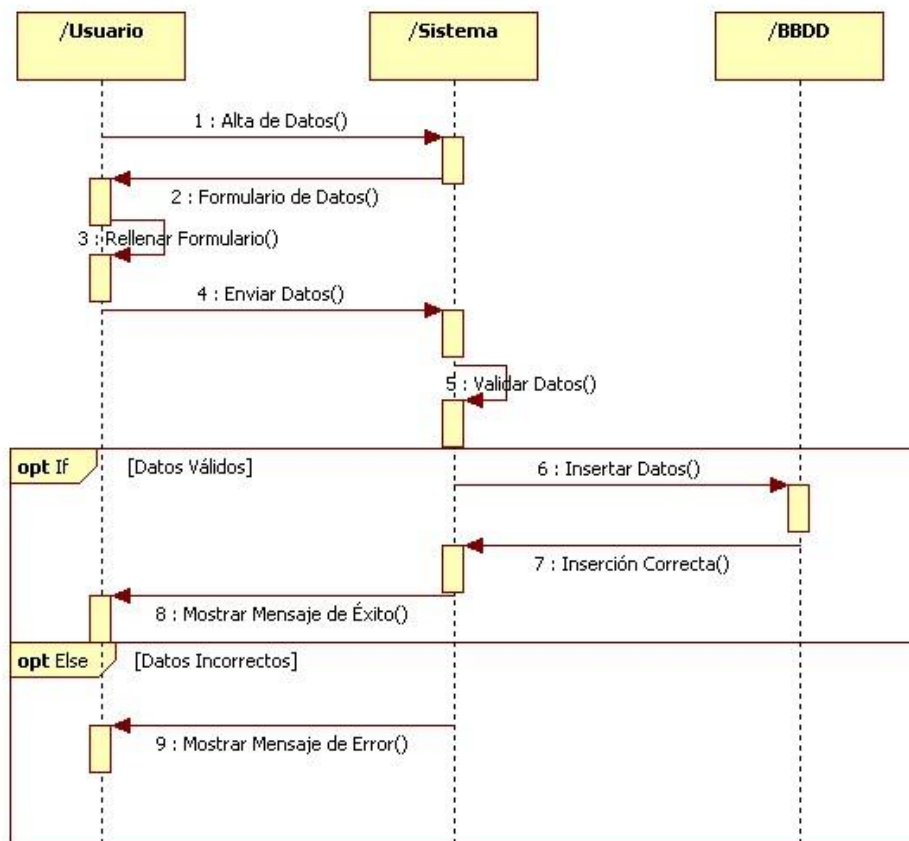 /Usuario
/Sistema
/BBDD
1 : Alta de Datos()
2 : Formulario de Datos()
3 : Rellenar Formulario()
4 : Enviar Datos()
5 : Validar Datos()
opt If
[Datos Válidos]
6 : Insertar Datos()
7 : Inserción Correcta()
8 : Mostrar Mensaje de Éxito()
opt Else
[Datos Incorrectos]
9 : Mostrar Mensaje de Error()